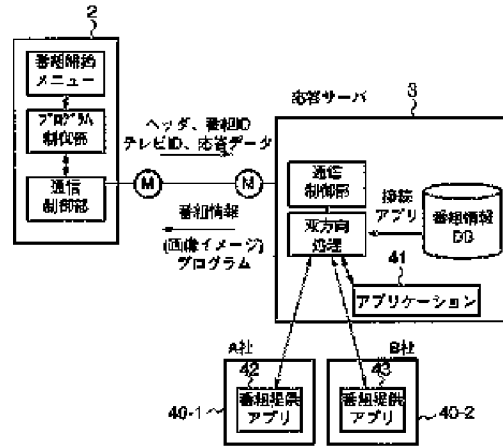 2
番組開始
メニュー
プログラム
制御部
通信
制御部
ヘッダ、番組ID
テレビID、応答データ
M
M
番組情報
(画像イメージ)
プログラム
応答サーバ
3
通信
制御部
双方向
処理
接続
アプリ
番組情報
DB
41
アプリケーション
A社
42
番組提供
アプリ
40-1
B社
43
番組提供
アプリ
40-2